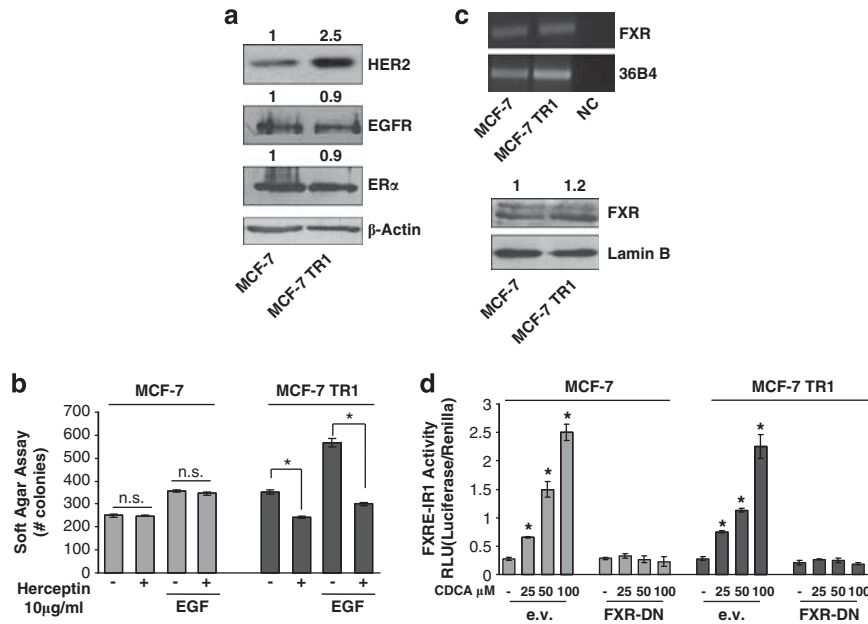 a
1 2.5
HER2
1 0.9
EGFR
1 0.9
ERα
β-Actin
MCF-7
MCF-7 TR1
c
FXR
36B4
MCF-7
MCF-7 TR1
NC
1 1.2
FXR
Lamin B
MCF-7
MCF-7 TR1
b
MCF-7 MCF-7 TR1
Soft Agar Assay
(# colonies)
700
600
500
400
300
200
100
0
n.s.
n.s.
*
*
- + - + - + - +
Herceptin
10μg/ml
EGF EGF
d
MCF-7 MCF-7 TR1
FXRE-IR1 Activity
RLU(Luciferase/Renilla)
3
2.5
2
1.5
1
0.5
0
* * *
* * *
CDCA μM - 25 50 100 - 25 50 100 - 25 50 100 - 25 50 100
e.v. FXR-DN e.v. FXR-DN